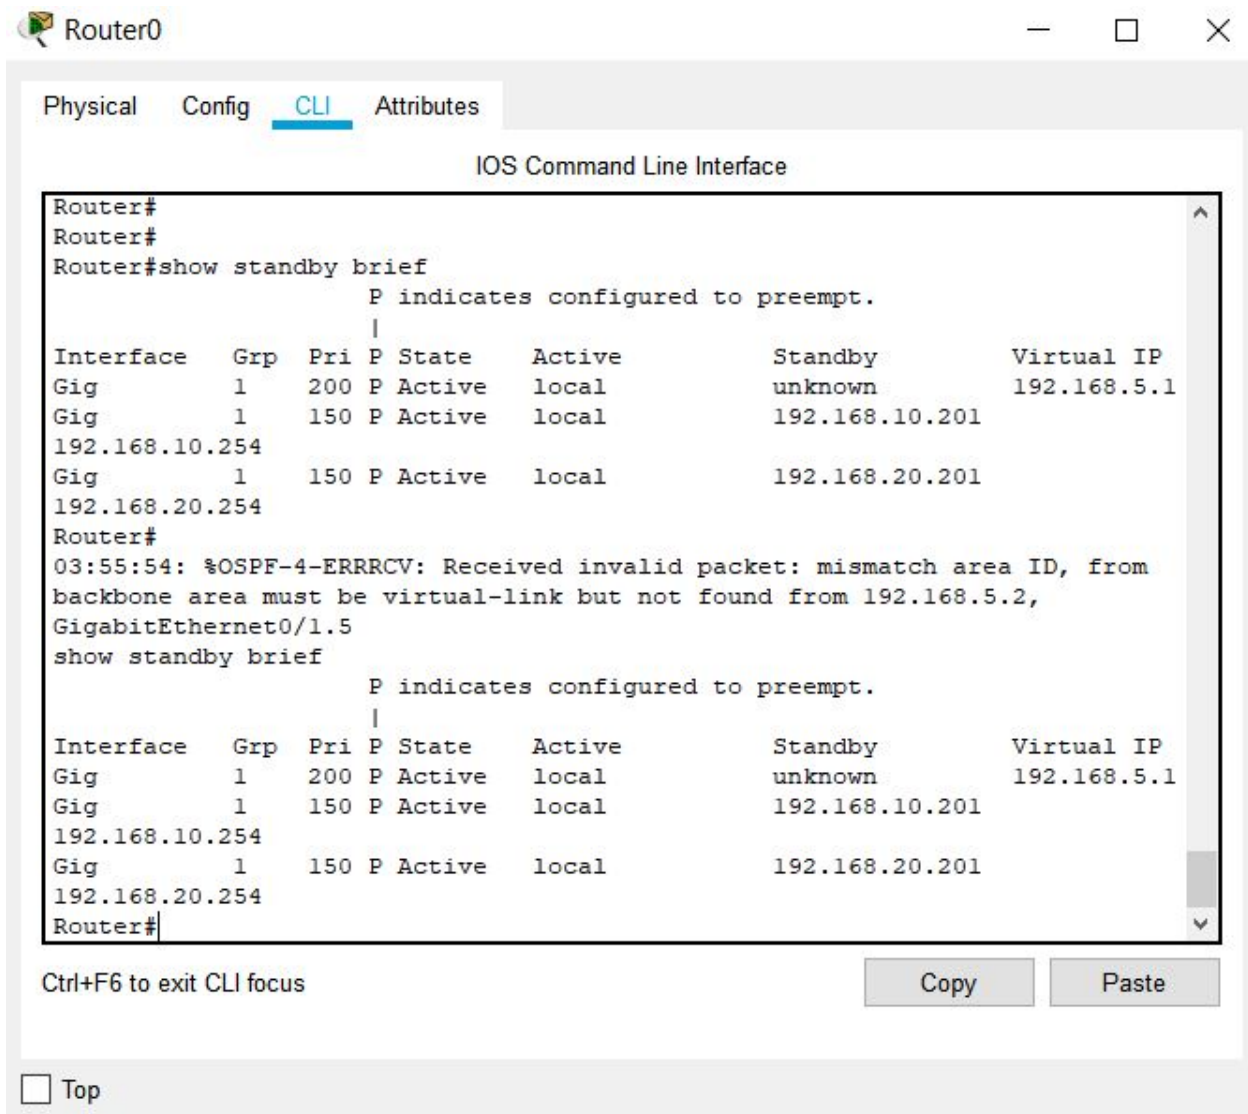 Router0
Physical Config CLI Attributes
IOS Command Line Interface
Router#
Router#
Router#show standby brief
P indicates configured to preempt.
|
Interface Grp Pri P State Active Standby Virtual IP
Gig 1 200 P Active local unknown 192.168.5.1
Gig 1 150 P Active local 192.168.10.201
192.168.10.254
Gig 1 150 P Active local 192.168.20.201
192.168.20.254
Router#
03:55:54: %OSPF-4-ERRRCV: Received invalid packet: mismatch area ID, from
backbone area must be virtual-link but not found from 192.168.5.2,
GigabitEthernet0/1.5
show standby brief
P indicates configured to preempt.
|
Interface Grp Pri P State Active Standby Virtual IP
Gig 1 200 P Active local unknown 192.168.5.1
Gig 1 150 P Active local 192.168.10.201
192.168.10.254
Gig 1 150 P Active local 192.168.20.201
192.168.20.254
Router#
Ctrl+F6 to exit CLI focus Copy Paste
Top